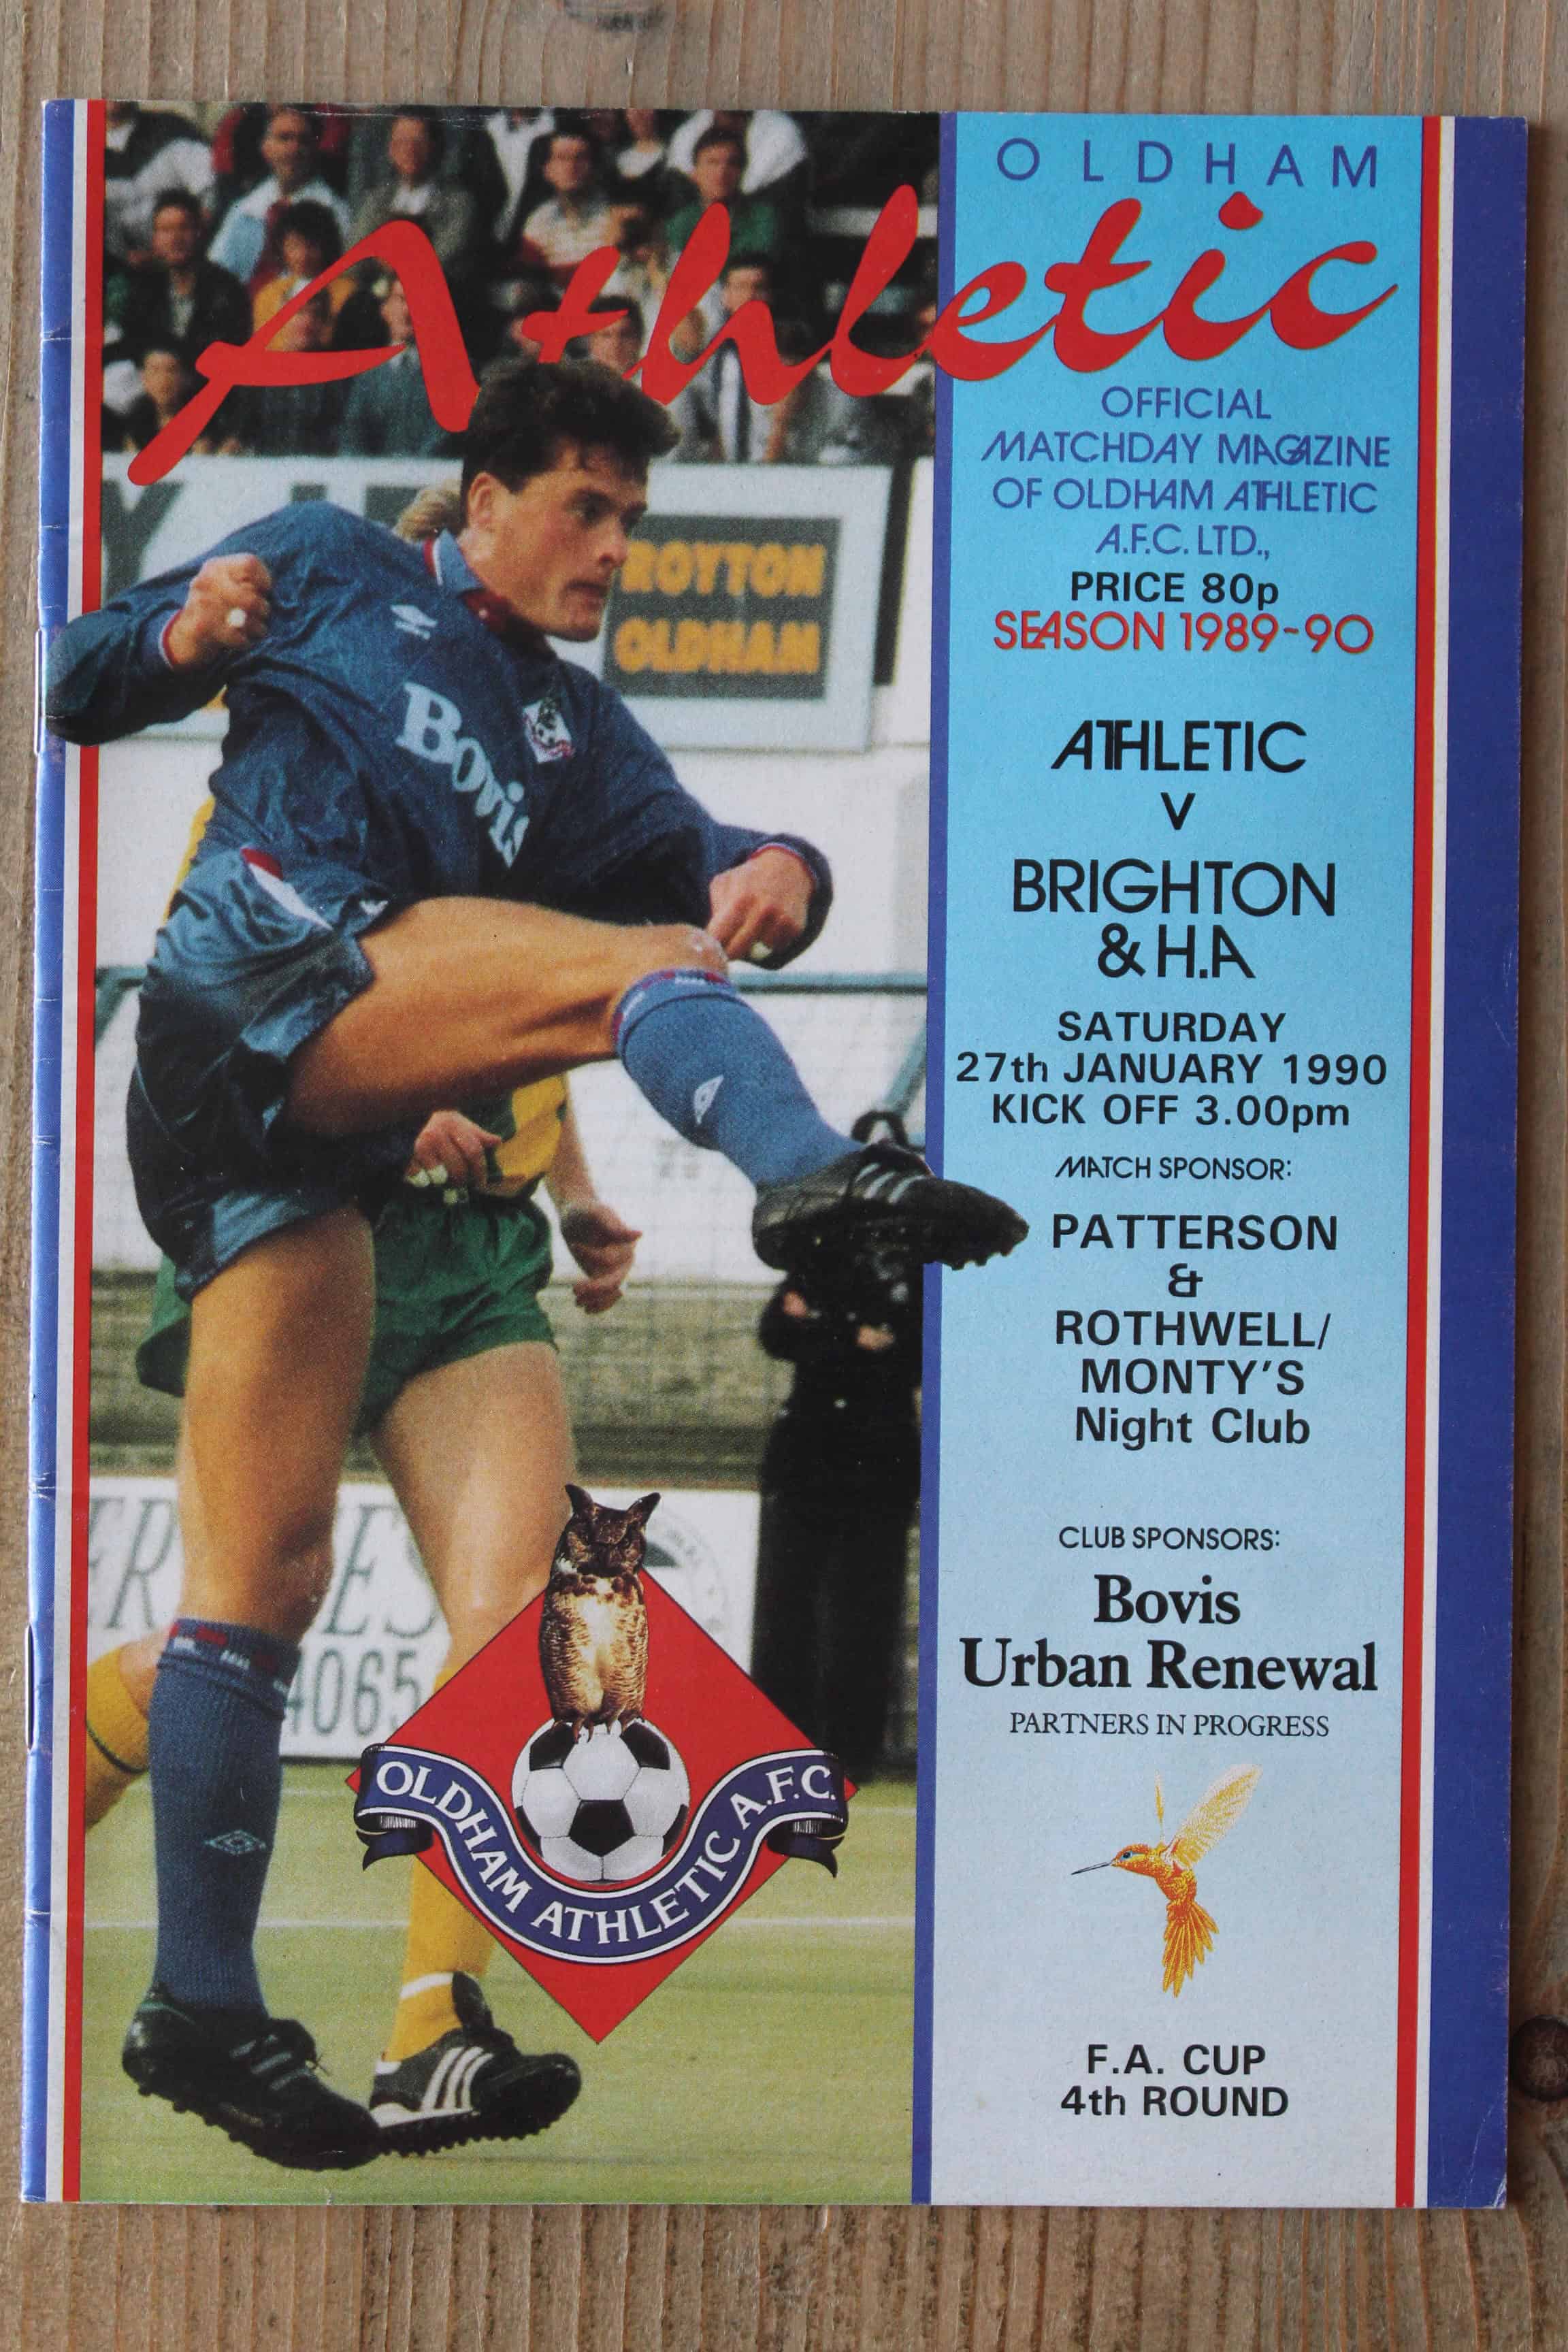 OLDHAM
Athletic
OFFICIAL
MATCHDAY MAGAZINE
OF OLDHAM ATHLETIC
A.F.C. LTD.,
PRICE 80p
SEASON 1989-90
ATHLETIC
V
BRIGHTON
& H.A
SATURDAY
27th JANUARY 1990
KICK OFF 3.00pm
MATCH SPONSOR:
PATTERSON
&
ROTHWELL/
MONTY'S
Night Club
CLUB SPONSORS:
Bovis
Urban Renewal
PARTNERS IN PROGRESS
F.A. CUP
4th ROUND
ROYTON
OLDHAM
Bovis
4065
OLDHAM ATHLETIC A.F.C.